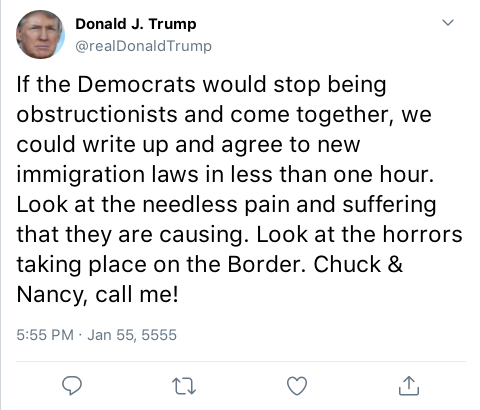 Donald J. Trump
@realDonaldTrump
If the Democrats would stop being
obstructionists and come together, we
could write up and agree to new
immigration laws in less than one hour.
Look at the needless pain and suffering
that they are causing. Look at the horrors
taking place on the Border. Chuck &
Nancy, call me!
5:55 PM · Jan 55, 5555